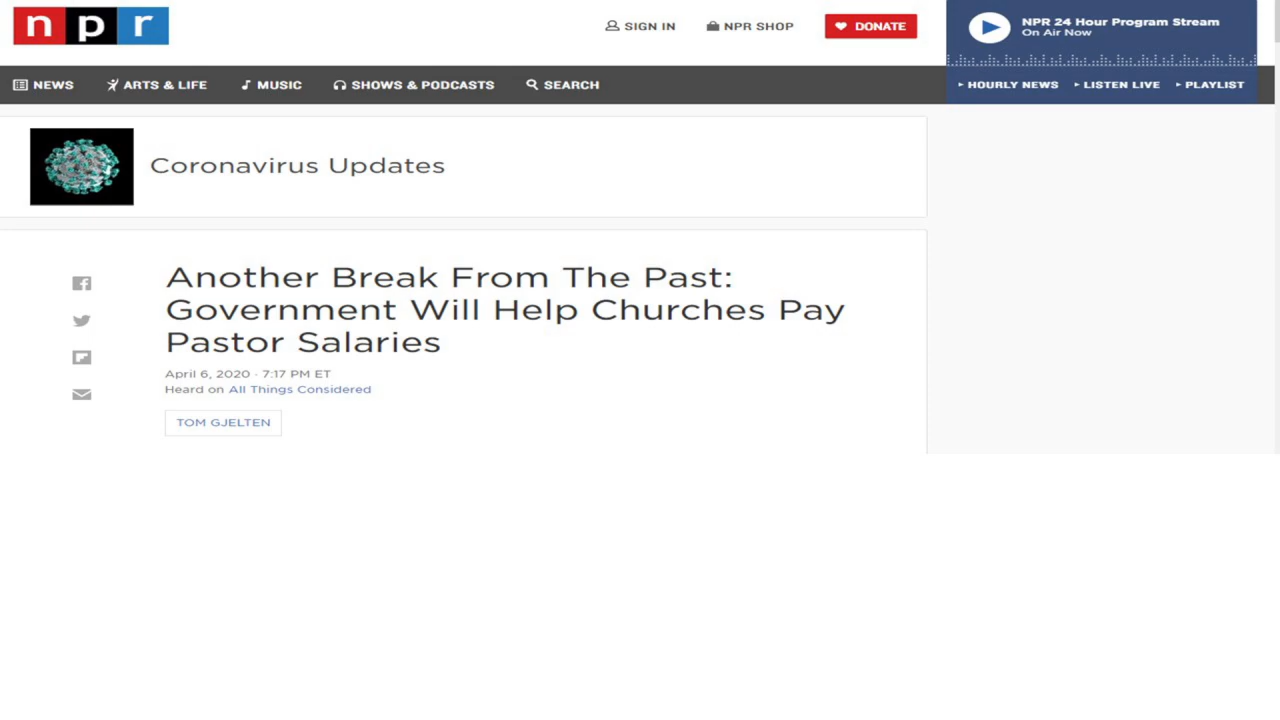 npr
SIGN IN
NPR SHOP
DONATE
NPR 24 Hour Program Stream
On Air Now
NEWS
ARTS & LIFE
MUSIC
SHOWS & PODCASTS
SEARCH
HOURLY NEWS
LISTEN LIVE
PLAYLIST
Coronavirus Updates
Another Break From The Past:
Government Will Help Churches Pay
Pastor Salaries
April 6, 2020 · 7:17 PM ET
Heard on All Things Considered
TOM GJELTEN